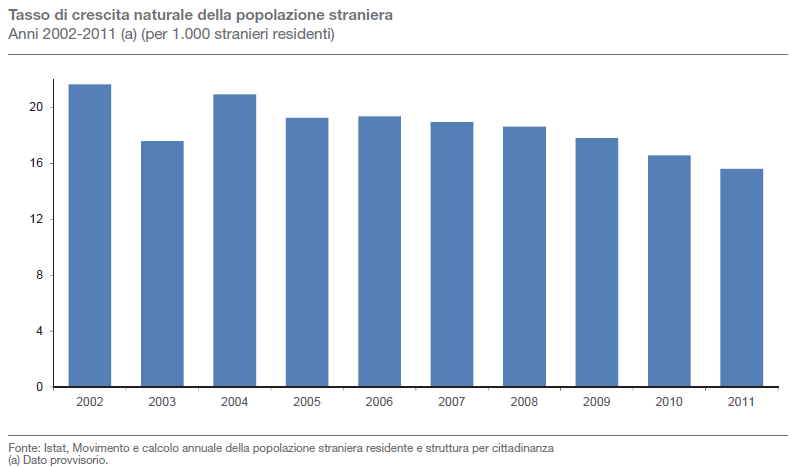 Tasso di crescita naturale della popolazione straniera
Anni 2002-2011 (a) (per 1.000 stranieri residenti)
20
16
12
8
4
0
2002 2003 2004 2005 2006 2007 2008 2009 2010 2011
Fonte: Istat, Movimento e calcolo annuale della popolazione straniera residente e struttura per cittadinanza
(a) Dato provvisorio.